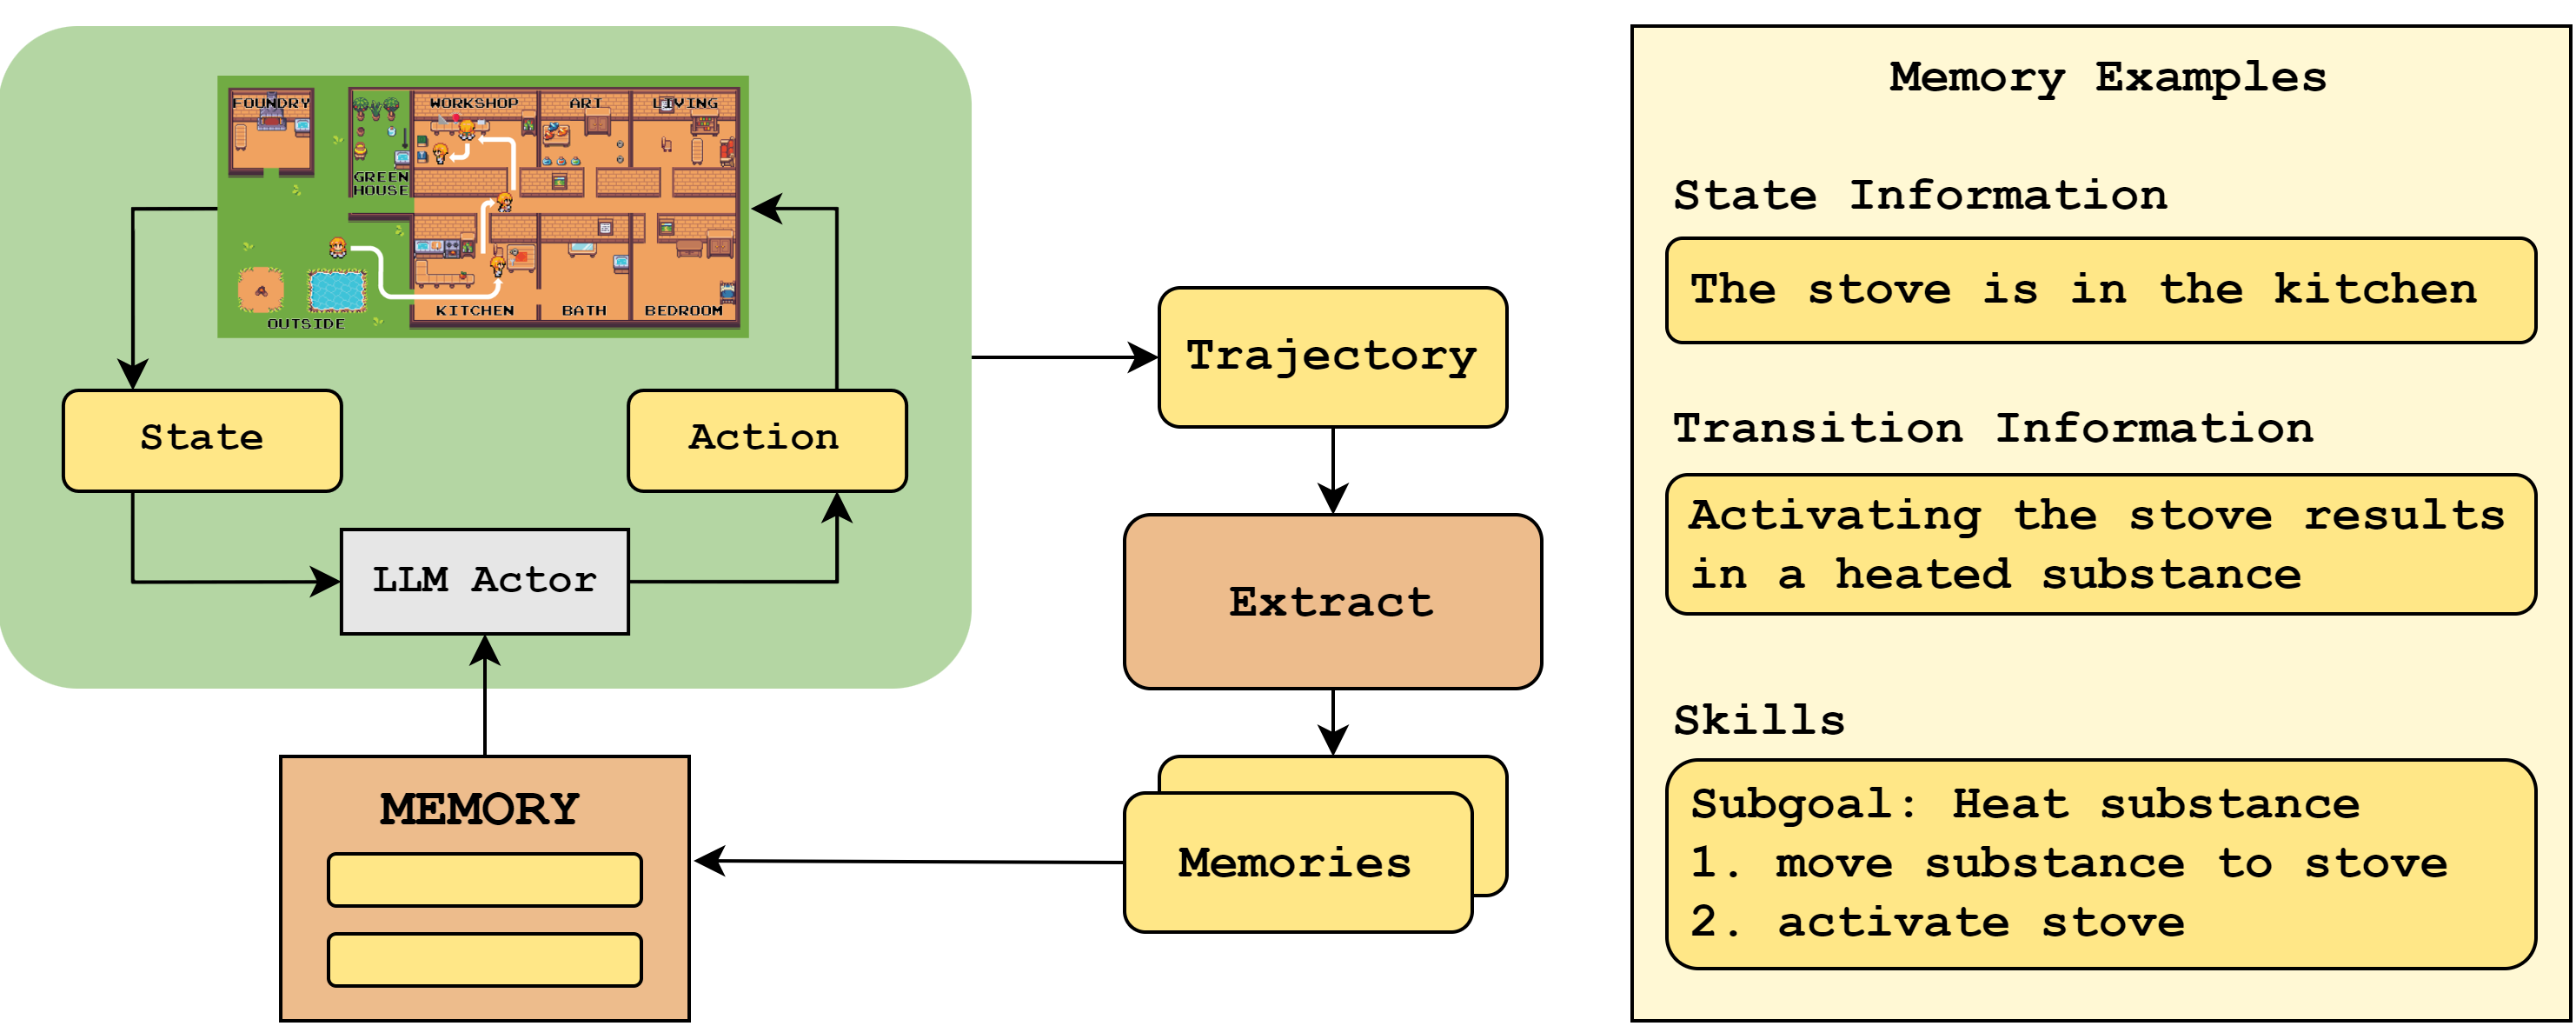 FOUNDRY
WORKSHOP
ART
LIVING
GREEN
HOUSE
KITCHEN
BATH
BEDROOM
OUTSIDE
State
Action
LLM Actor
MEMORY
Trajectory
Extract
Memories
Memory Examples
State Information
The stove is in the kitchen
Transition Information
Activating the stove results
in a heated substance
Skills
Subgoal: Heat substance
1. move substance to stove
2. activate stove